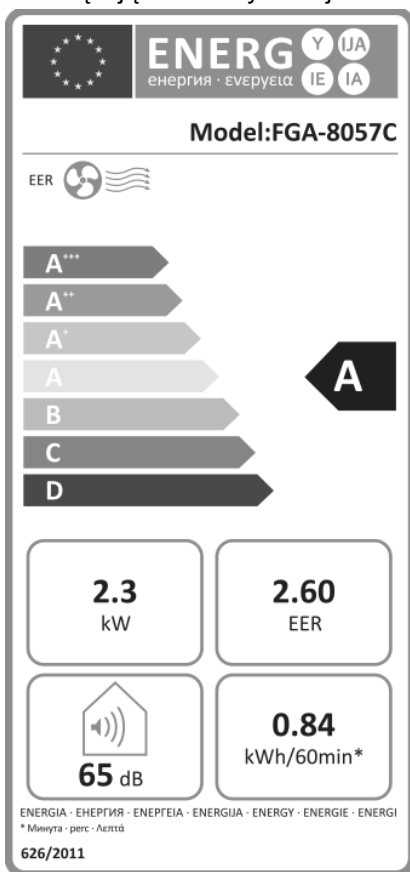 ENERG Y IJA
енергия · ενεργεια IE IA
Model:FGA-8057C
EER
A+++
A++
A+
A
A
B
C
D
2.3
kW
2.60
EER
65 dB
0.84
kWh/60min*
ENERGIA · ЕНЕРГИЯ · ΕΝΕΡΓΕΙΑ · ENERGIJA · ENERGY · ENERGIE · ENERGI
* Минута · perc · Λεπτά
626/2011